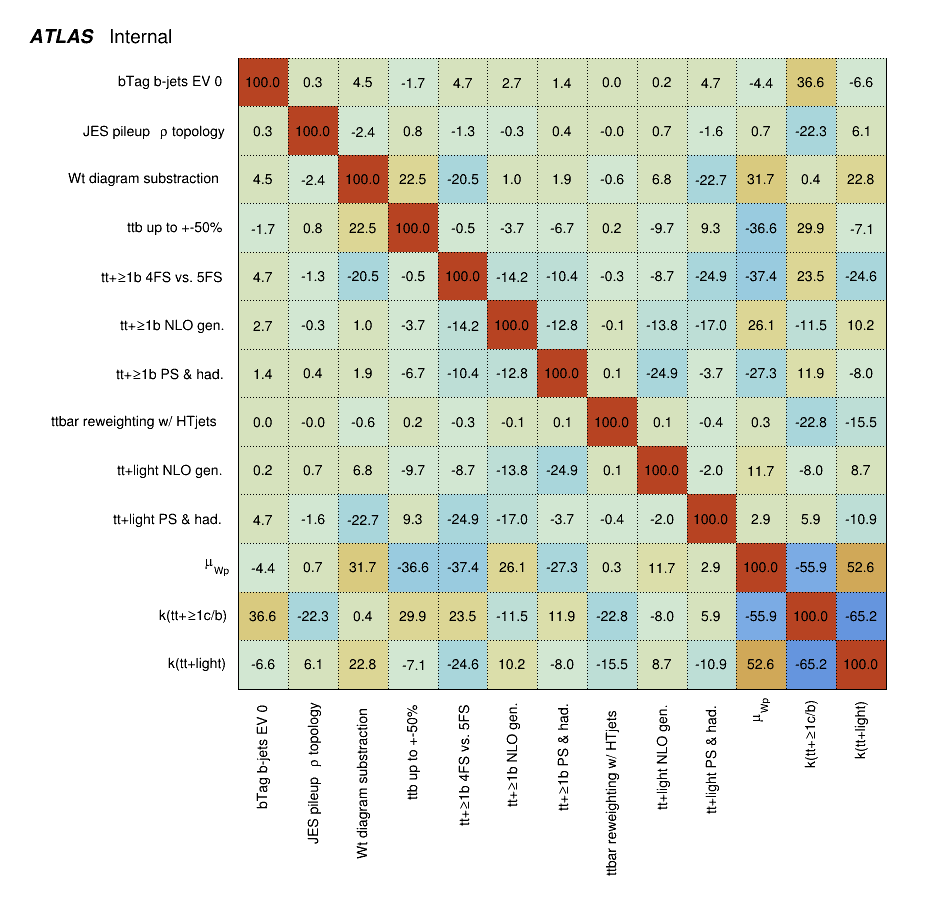 ATLAS Internal
bTag b-jets EV 0 100.0 0.3 4.5 -1.7 4.7 2.7 1.4 0.0 0.2 4.7 -4.4 36.6 -6.6
JES pileup ρ topology 0.3 100.0 -2.4 0.8 -1.3 -0.3 0.4 -0.0 0.7 -1.6 0.7 -22.3 6.1
Wt diagram substraction 4.5 -2.4 100.0 22.5 -20.5 1.0 1.9 -0.6 6.8 -22.7 31.7 0.4 22.8
ttb up to +-50% -1.7 0.8 22.5 100.0 -0.5 -3.7 -6.7 0.2 -9.7 9.3 -36.6 29.9 -7.1
tt+≥1b 4FS vs. 5FS 4.7 -1.3 -20.5 -0.5 100.0 -14.2 -10.4 -0.3 -8.7 -24.9 -37.4 23.5 -24.6
tt+≥1b NLO gen. 2.7 -0.3 1.0 -3.7 -14.2 100.0 -12.8 -0.1 -13.8 -17.0 26.1 -11.5 10.2
tt+≥1b PS & had. 1.4 0.4 1.9 -6.7 -10.4 -12.8 100.0 0.1 -24.9 -3.7 -27.3 11.9 -8.0
ttbar reweighting w/ HTjets 0.0 -0.0 -0.6 0.2 -0.3 -0.1 0.1 100.0 0.1 -0.4 0.3 -22.8 -15.5
tt+light NLO gen. 0.2 0.7 6.8 -9.7 -8.7 -13.8 -24.9 0.1 100.0 -2.0 11.7 -8.0 8.7
tt+light PS & had. 4.7 -1.6 -22.7 9.3 -24.9 -17.0 -3.7 -0.4 -2.0 100.0 2.9 5.9 -10.9
μWp -4.4 0.7 31.7 -36.6 -37.4 26.1 -27.3 0.3 11.7 2.9 100.0 -55.9 52.6
k(tt+≥1c/b) 36.6 -22.3 0.4 29.9 23.5 -11.5 11.9 -22.8 -8.0 5.9 -55.9 100.0 -65.2
k(tt+light) -6.6 6.1 22.8 -7.1 -24.6 10.2 -8.0 -15.5 8.7 -10.9 52.6 -65.2 100.0
bTag b-jets EV 0
JES pileup ρ topology
Wt diagram substraction
ttb up to +-50%
tt+≥1b 4FS vs. 5FS
tt+≥1b NLO gen.
tt+≥1b PS & had.
ttbar reweighting w/ HTjets
tt+light NLO gen.
tt+light PS & had.
μWp
k(tt+≥1c/b)
k(tt+light)